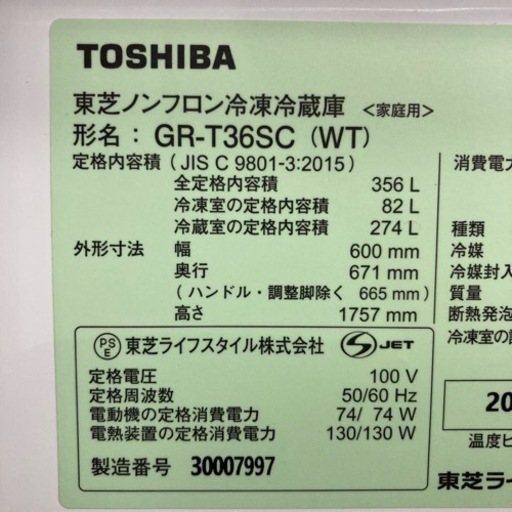 TOSHIBA
東芝ノンフロン冷凍冷蔵庫 <家庭用>
形名：GR-T36SC (WT)
定格内容積 ( JIS C 9801-3:2015 )
全定格内容積 356 L
冷凍室の定格内容積 82 L
冷蔵室の定格内容積 274 L
外形寸法 幅 600 mm
奥行 671 mm
( ハンドル・調整脚除く 665 mm )
高さ 1757 mm
PSE 東芝ライフスタイル株式会社 S JET
定格電圧 100 V
定格周波数 50/60 Hz
電動機の定格消費電力 74/ 74 W
電熱装置の定格消費電力 130/130 W
製造番号 30007997
消費電力
種類
冷媒
冷媒封入
質量
断熱発泡
冷凍室の
20
温度ヒ
東芝ライ